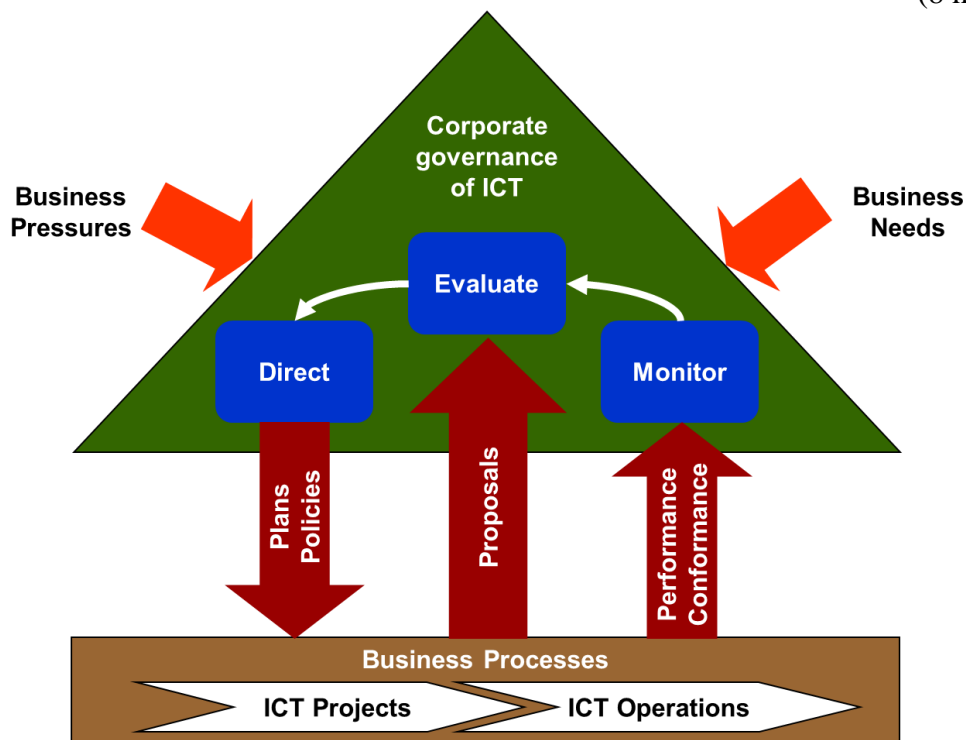 Corporate
governance
of ICT
Business
Pressures
Business
Needs
Evaluate
Direct
Monitor
Plans
Policies
Proposals
Performance
Conformance
Business Processes
ICT Projects
ICT Operations